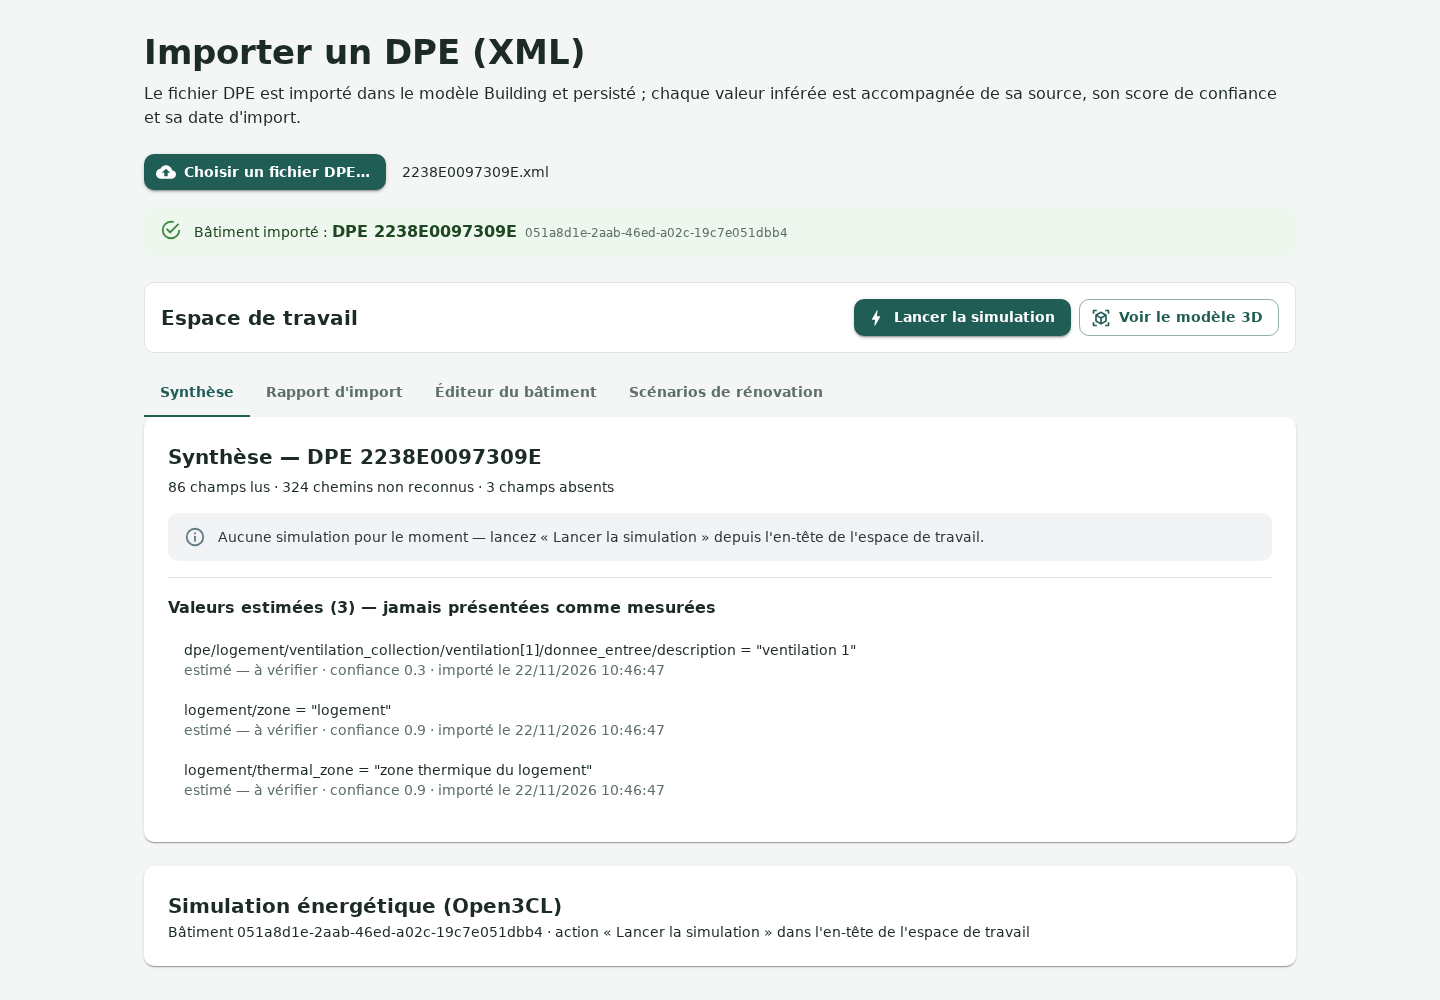 Importer un DPE (XML)
Le fichier DPE est importé dans le modèle Building et persisté ; chaque valeur inférée est accompagnée de sa source, son score de confiance
et sa date d'import.
Choisir un fichier DPE… 2238E0097309E.xml
Bâtiment importé : DPE 2238E0097309E 051a8d1e-2aab-46ed-a02c-19c7e051dbb4
Espace de travail
Lancer la simulation
Voir le modèle 3D
Synthèse Rapport d'import Éditeur du bâtiment Scénarios de rénovation
Synthèse — DPE 2238E0097309E
86 champs lus · 324 chemins non reconnus · 3 champs absents
Aucune simulation pour le moment — lancez « Lancer la simulation » depuis l'en-tête de l'espace de travail.
Valeurs estimées (3) — jamais présentées comme mesurées
dpe/logement/ventilation_collection/ventilation[1]/donnee_entree/description = "ventilation 1"
estimé — à vérifier · confiance 0.3 · importé le 22/11/2026 10:46:47
logement/zone = "logement"
estimé — à vérifier · confiance 0.9 · importé le 22/11/2026 10:46:47
logement/thermal_zone = "zone thermique du logement"
estimé — à vérifier · confiance 0.9 · importé le 22/11/2026 10:46:47
Simulation énergétique (Open3CL)
Bâtiment 051a8d1e-2aab-46ed-a02c-19c7e051dbb4 · action « Lancer la simulation » dans l'en-tête de l'espace de travail